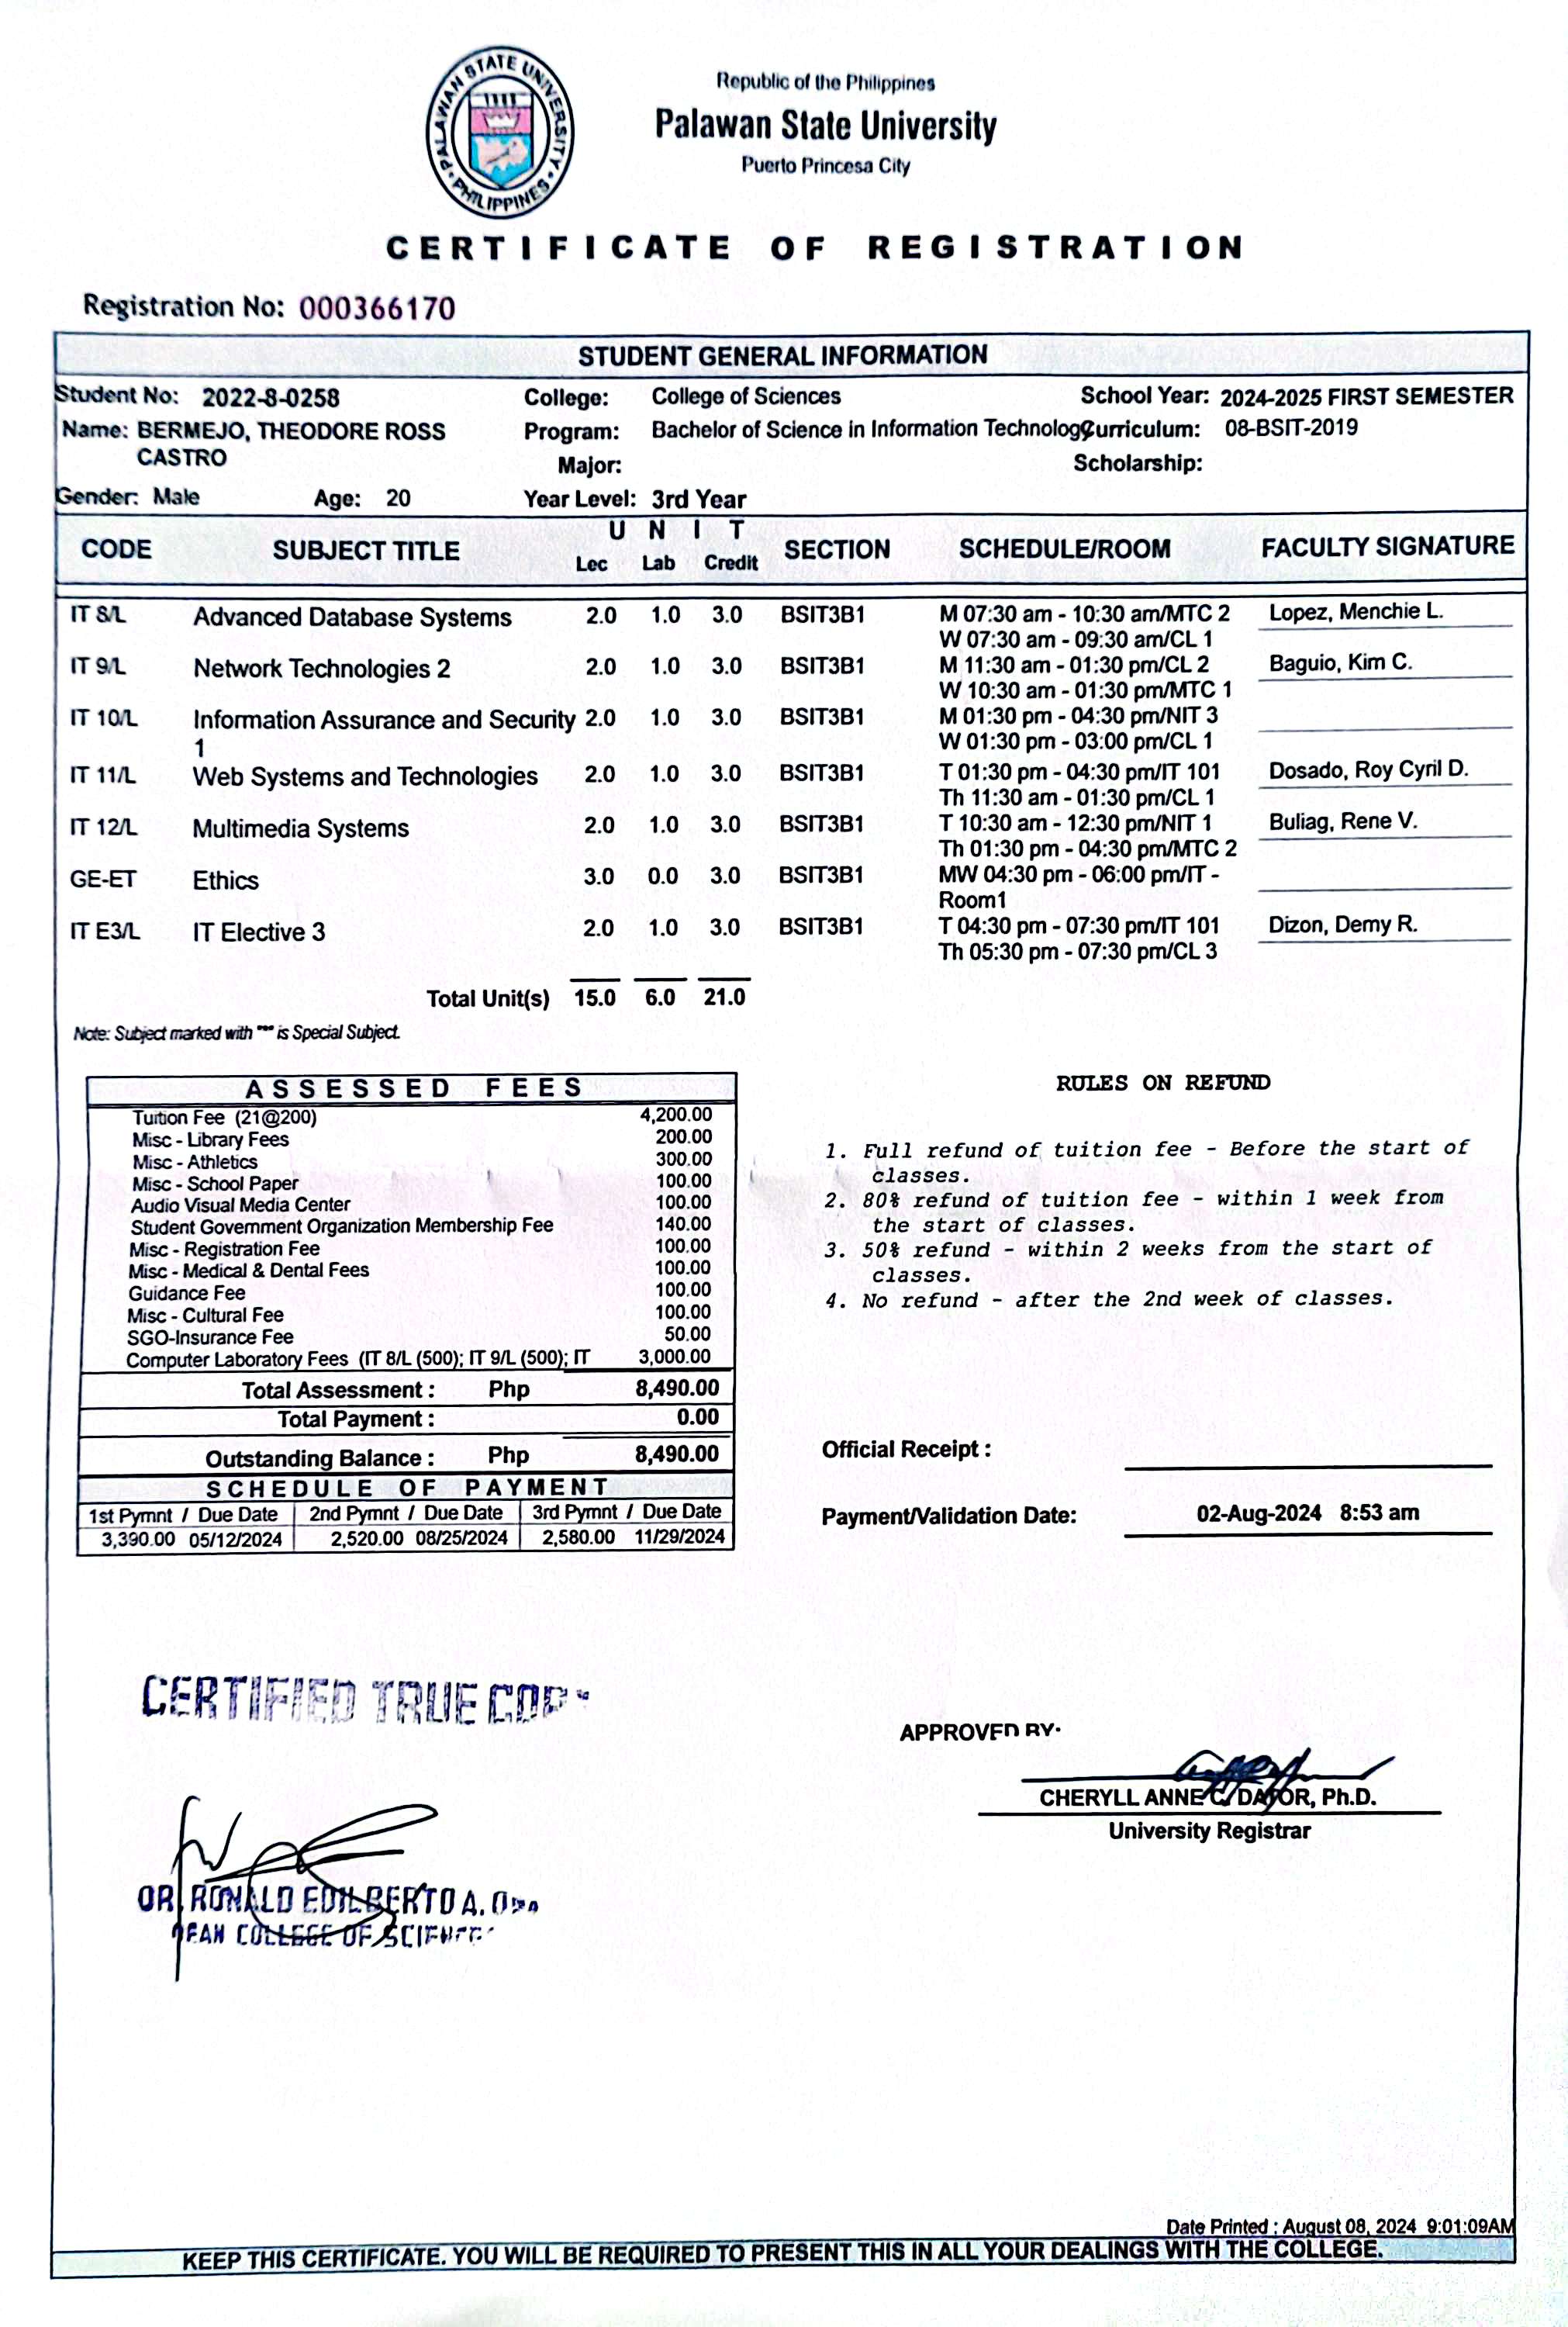 PALAWAN STATE UNIVERSITY
PHILIPPINES
Republic of the Philippines
Palawan State University
Puerto Princesa City
CERTIFICATE OF REGISTRATION
Registration No: 000366170
STUDENT GENERAL INFORMATION
Student No: 2022-8-0258 College: College of Sciences School Year: 2024-2025 FIRST SEMESTER
Name: BERMEJO, THEODORE ROSS Program: Bachelor of Science in Information Technology Curriculum: 08-BSIT-2019
CASTRO Major: Scholarship:
Gender: Male Age: 20 Year Level: 3rd Year
CODE SUBJECT TITLE UNIT SECTION SCHEDULE/ROOM FACULTY SIGNATURE
Lec Lab Credit
IT 8/L Advanced Database Systems 2.0 1.0 3.0 BSIT3B1 M 07:30 am - 10:30 am/MTC 2 Lopez, Menchie L.
W 07:30 am - 09:30 am/CL 1
IT 9/L Network Technologies 2 2.0 1.0 3.0 BSIT3B1 M 11:30 am - 01:30 pm/CL 2 Baguio, Kim C.
W 10:30 am - 01:30 pm/MTC 1
IT 10/L Information Assurance and Security 2.0 1.0 3.0 BSIT3B1 M 01:30 pm - 04:30 pm/NIT 3
1 W 01:30 pm - 03:00 pm/CL 1
IT 11/L Web Systems and Technologies 2.0 1.0 3.0 BSIT3B1 T 01:30 pm - 04:30 pm/IT 101 Dosado, Roy Cyril D.
Th 11:30 am - 01:30 pm/CL 1
IT 12/L Multimedia Systems 2.0 1.0 3.0 BSIT3B1 T 10:30 am - 12:30 pm/NIT 1 Buliag, Rene V.
Th 01:30 pm - 04:30 pm/MTC 2
GE-ET Ethics 3.0 0.0 3.0 BSIT3B1 MW 04:30 pm - 06:00 pm/IT -
Room1
IT E3/L IT Elective 3 2.0 1.0 3.0 BSIT3B1 T 04:30 pm - 07:30 pm/IT 101 Dizon, Demy R.
Th 05:30 pm - 07:30 pm/CL 3
Total Unit(s) 15.0 6.0 21.0
Note: Subject marked with "*" is Special Subject.
ASSESSED FEES
Tuition Fee (21@200) 4,200.00
Misc - Library Fees 200.00
Misc - Athletics 300.00
Misc - School Paper 100.00
Audio Visual Media Center 100.00
Student Government Organization Membership Fee 140.00
Misc - Registration Fee 100.00
Misc - Medical & Dental Fees 100.00
Guidance Fee 100.00
Misc - Cultural Fee 100.00
SGO-Insurance Fee 50.00
Computer Laboratory Fees (IT 8/L (500); IT 9/L (500); IT 3,000.00
Total Assessment : Php 8,490.00
Total Payment : 0.00
Outstanding Balance : Php 8,490.00
SCHEDULE OF PAYMENT
1st Pymnt / Due Date 2nd Pymnt / Due Date 3rd Pymnt / Due Date
3,390.00 05/12/2024 2,520.00 08/25/2024 2,580.00 11/29/2024
RULES ON REFUND
1. Full refund of tuition fee - Before the start of
classes.
2. 80% refund of tuition fee - within 1 week from
the start of classes.
3. 50% refund - within 2 weeks from the start of
classes.
4. No refund - after the 2nd week of classes.
Official Receipt :
Payment/Validation Date: 02-Aug-2024 8:53 am
CERTIFIED TRUE COPY
APPROVED BY:
CHERYLL ANNE C. DAYOR, Ph.D.
University Registrar
DR. RONALD EDILBERTO A.
DEAN COLLEGE OF SCIENCES
Date Printed : August 08, 2024 9:01:09AM
KEEP THIS CERTIFICATE. YOU WILL BE REQUIRED TO PRESENT THIS IN ALL YOUR DEALINGS WITH THE COLLEGE.